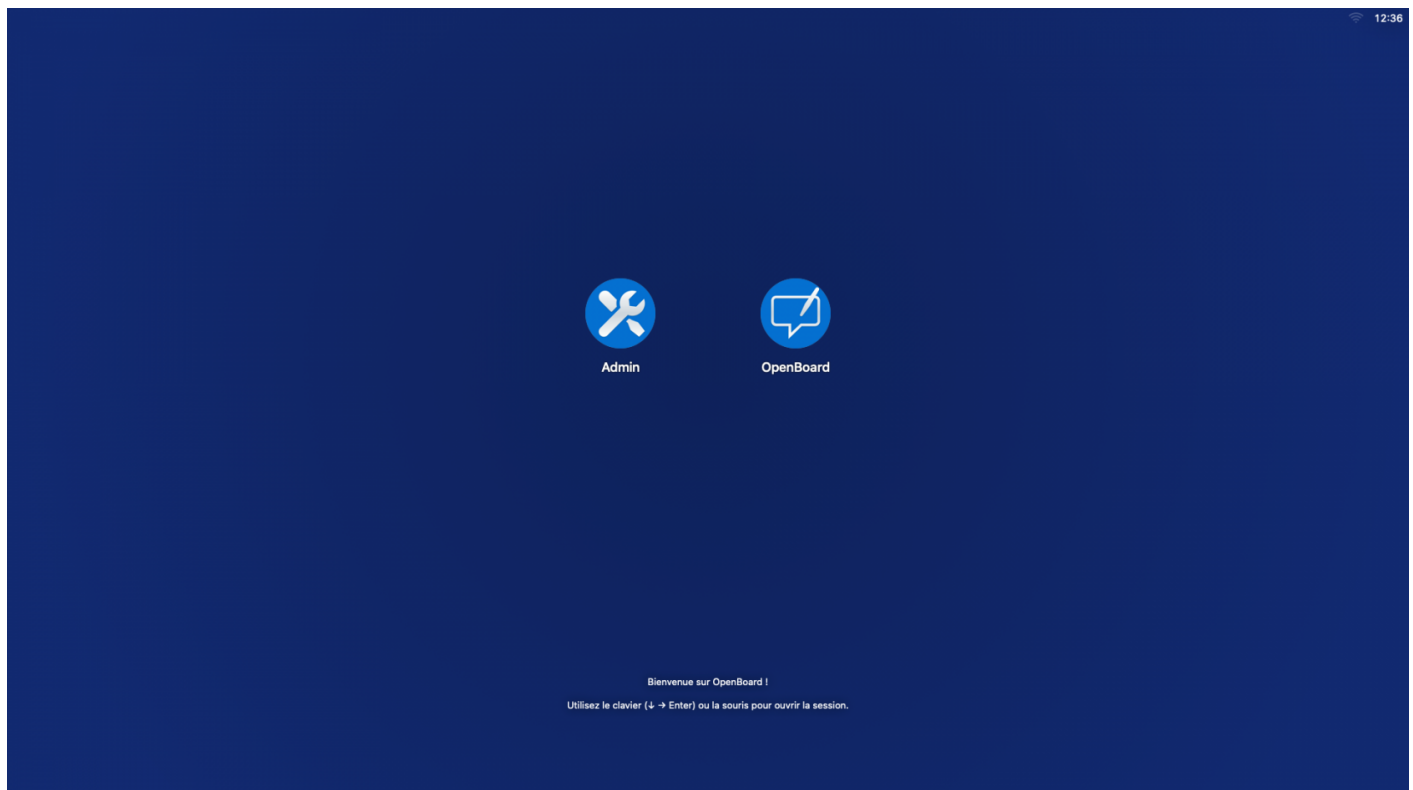 12:36
Admin
OpenBoard
Bienvenue sur OpenBoard !
Utilisez le clavier (↓ → Enter) ou la souris pour ouvrir la session.